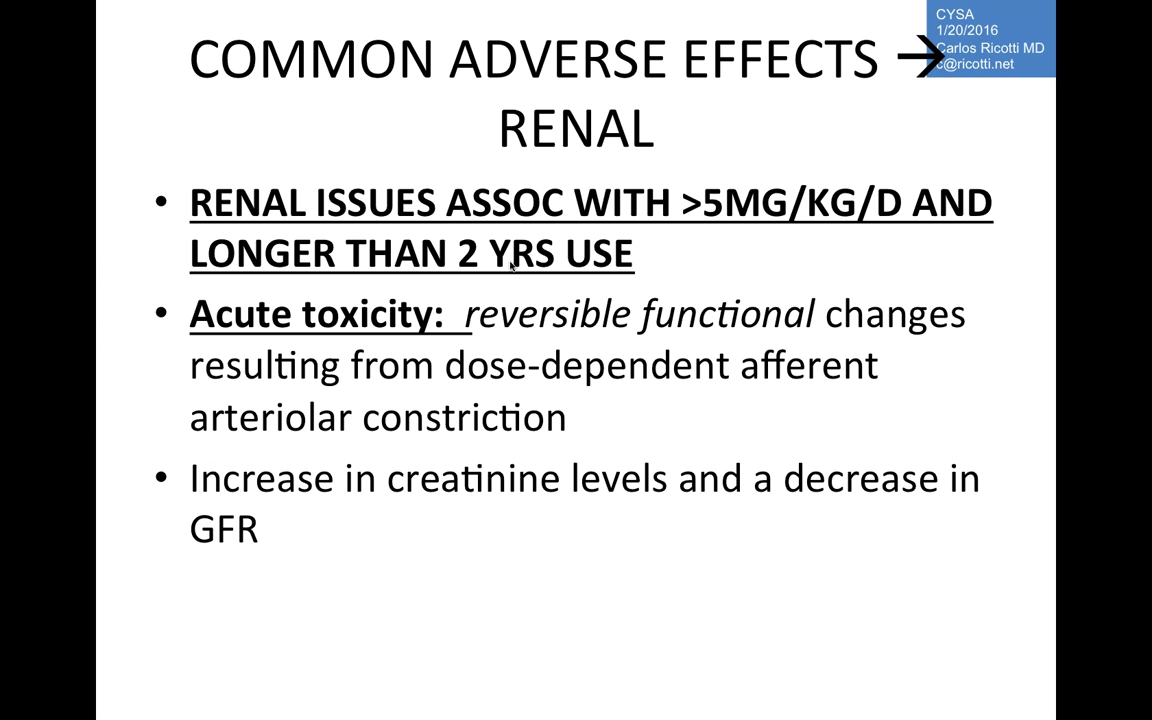 CYSA
1/20/2016
Carlos Ricotti MD
c@ricotti.net
COMMON ADVERSE EFFECTS →
RENAL
• RENAL ISSUES ASSOC WITH >5MG/KG/D AND
LONGER THAN 2 YRS USE
• Acute toxicity: reversible functional changes
resulting from dose-dependent afferent
arteriolar constriction
• Increase in creatinine levels and a decrease in
GFR